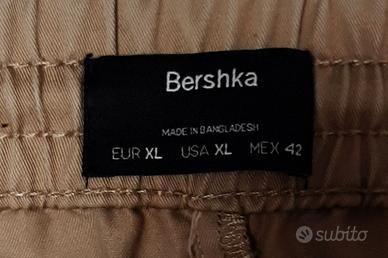 Bershka
MADE IN BANGLADESH
EUR XL USA XL MEX 42
subito